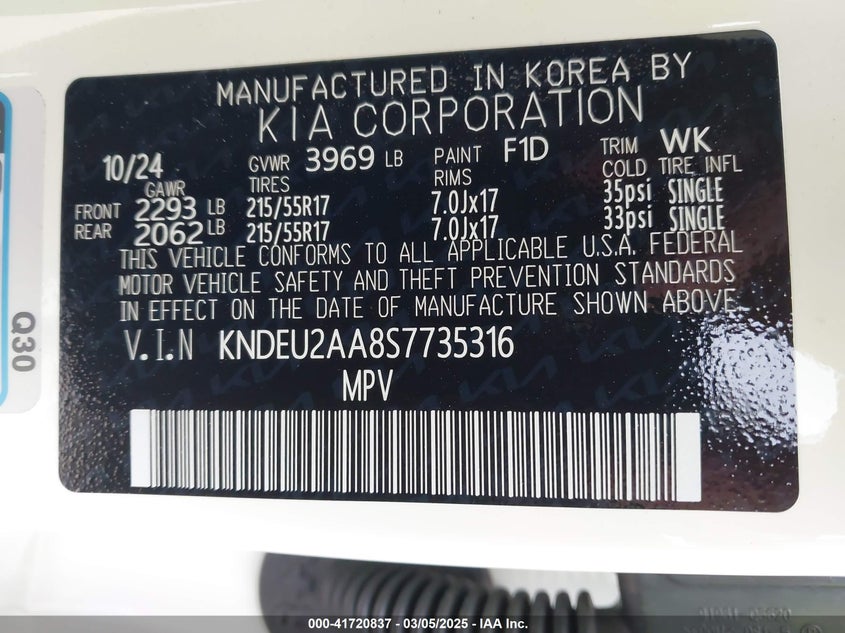 MANUFACTURED IN KOREA BY
KIA CORPORATION
10/24 GVWR 3969 LB PAINT F1D TRIM WK
GAWR TIRES RIMS COLD TIRE INFL
FRONT 2293 LB 215/55R17 7.0Jx17 35psi SINGLE
REAR 2062 LB 215/55R17 7.0Jx17 33psi SINGLE
THIS VEHICLE CONFORMS TO ALL APPLICABLE U.S.A. FEDERAL
MOTOR VEHICLE SAFETY AND THEFT PREVENTION STANDARDS
IN EFFECT ON THE DATE OF MANUFACTURE SHOWN ABOVE.
V.I.N KNDEU2AA8S7735316
MPV
Q30
000-41720837 - 03/05/2025 - IAA Inc.